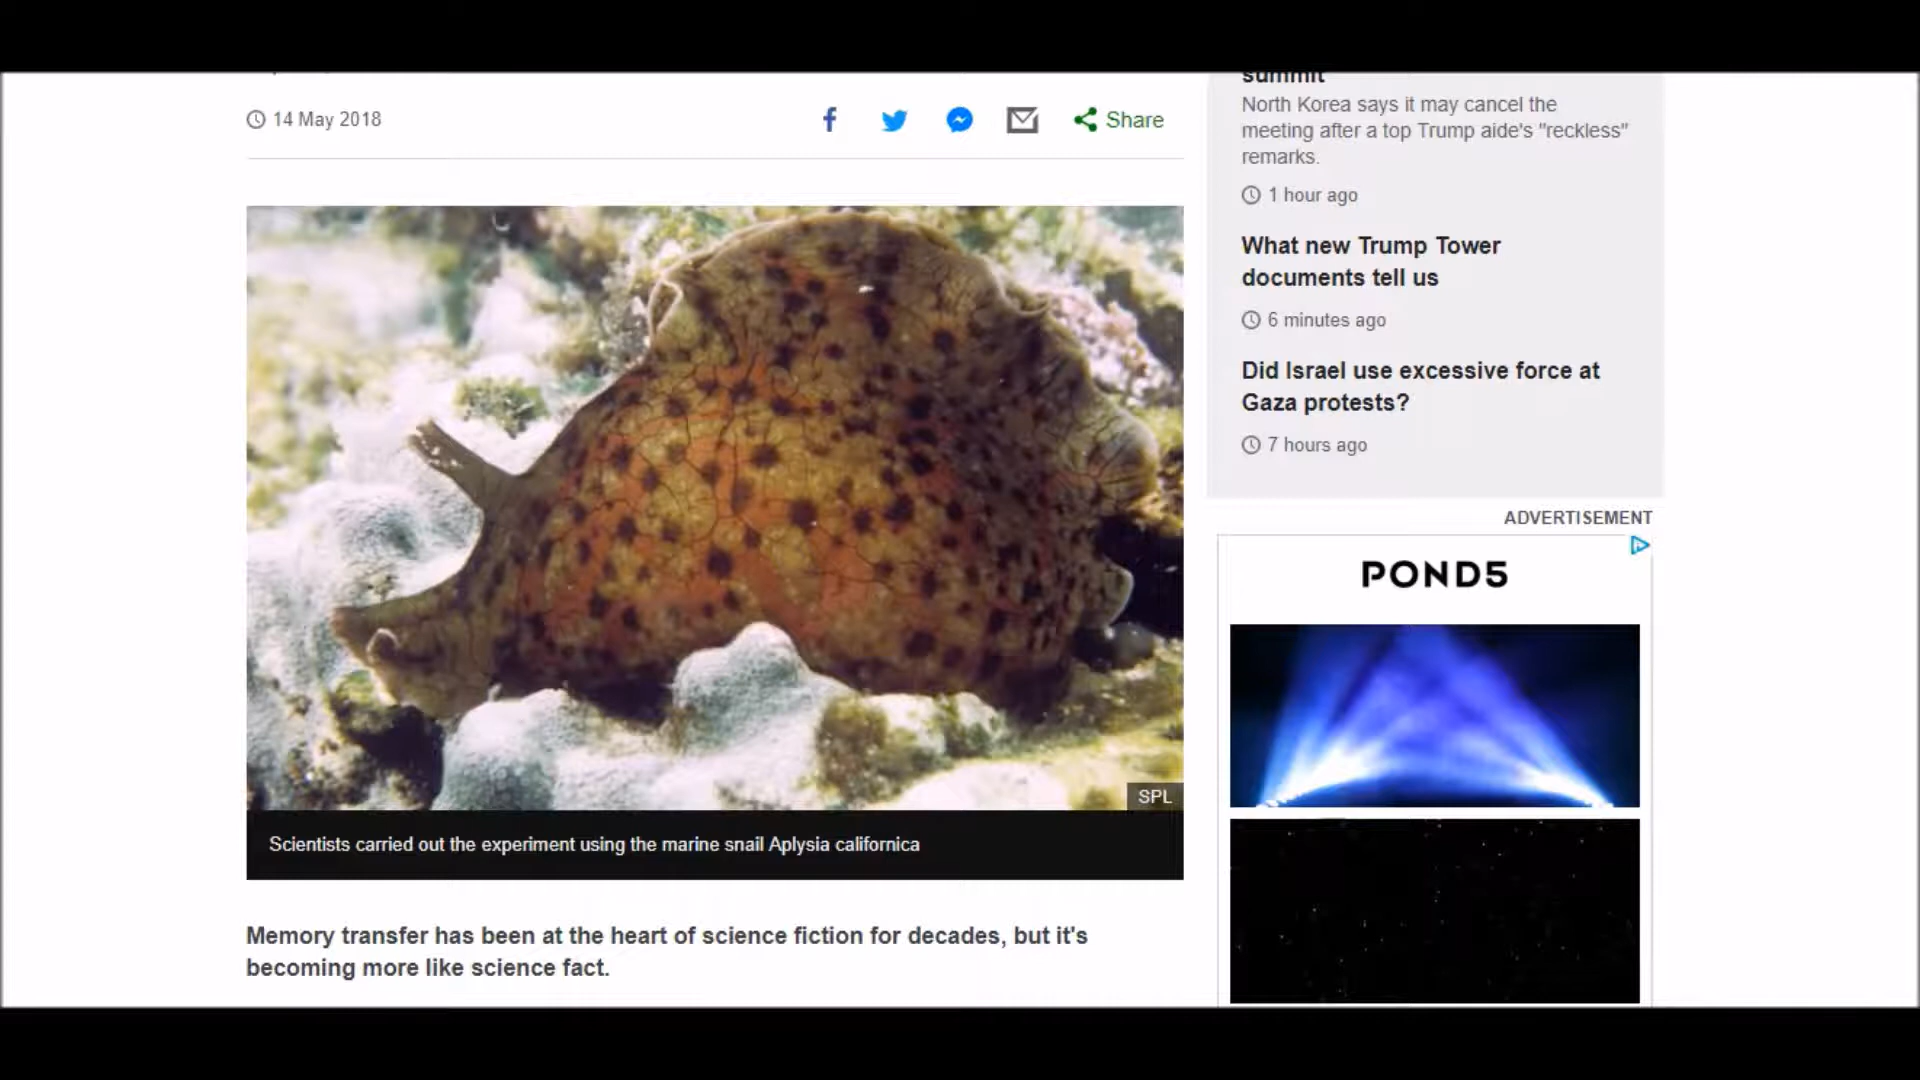 14 May 2018
Share
SPL
Scientists carried out the experiment using the marine snail Aplysia californica
Memory transfer has been at the heart of science fiction for decades, but it's
becoming more like science fact.
summit
North Korea says it may cancel the
meeting after a top Trump aide's "reckless"
remarks.
1 hour ago
What new Trump Tower
documents tell us
6 minutes ago
Did Israel use excessive force at
Gaza protests?
7 hours ago
ADVERTISEMENT
POND5